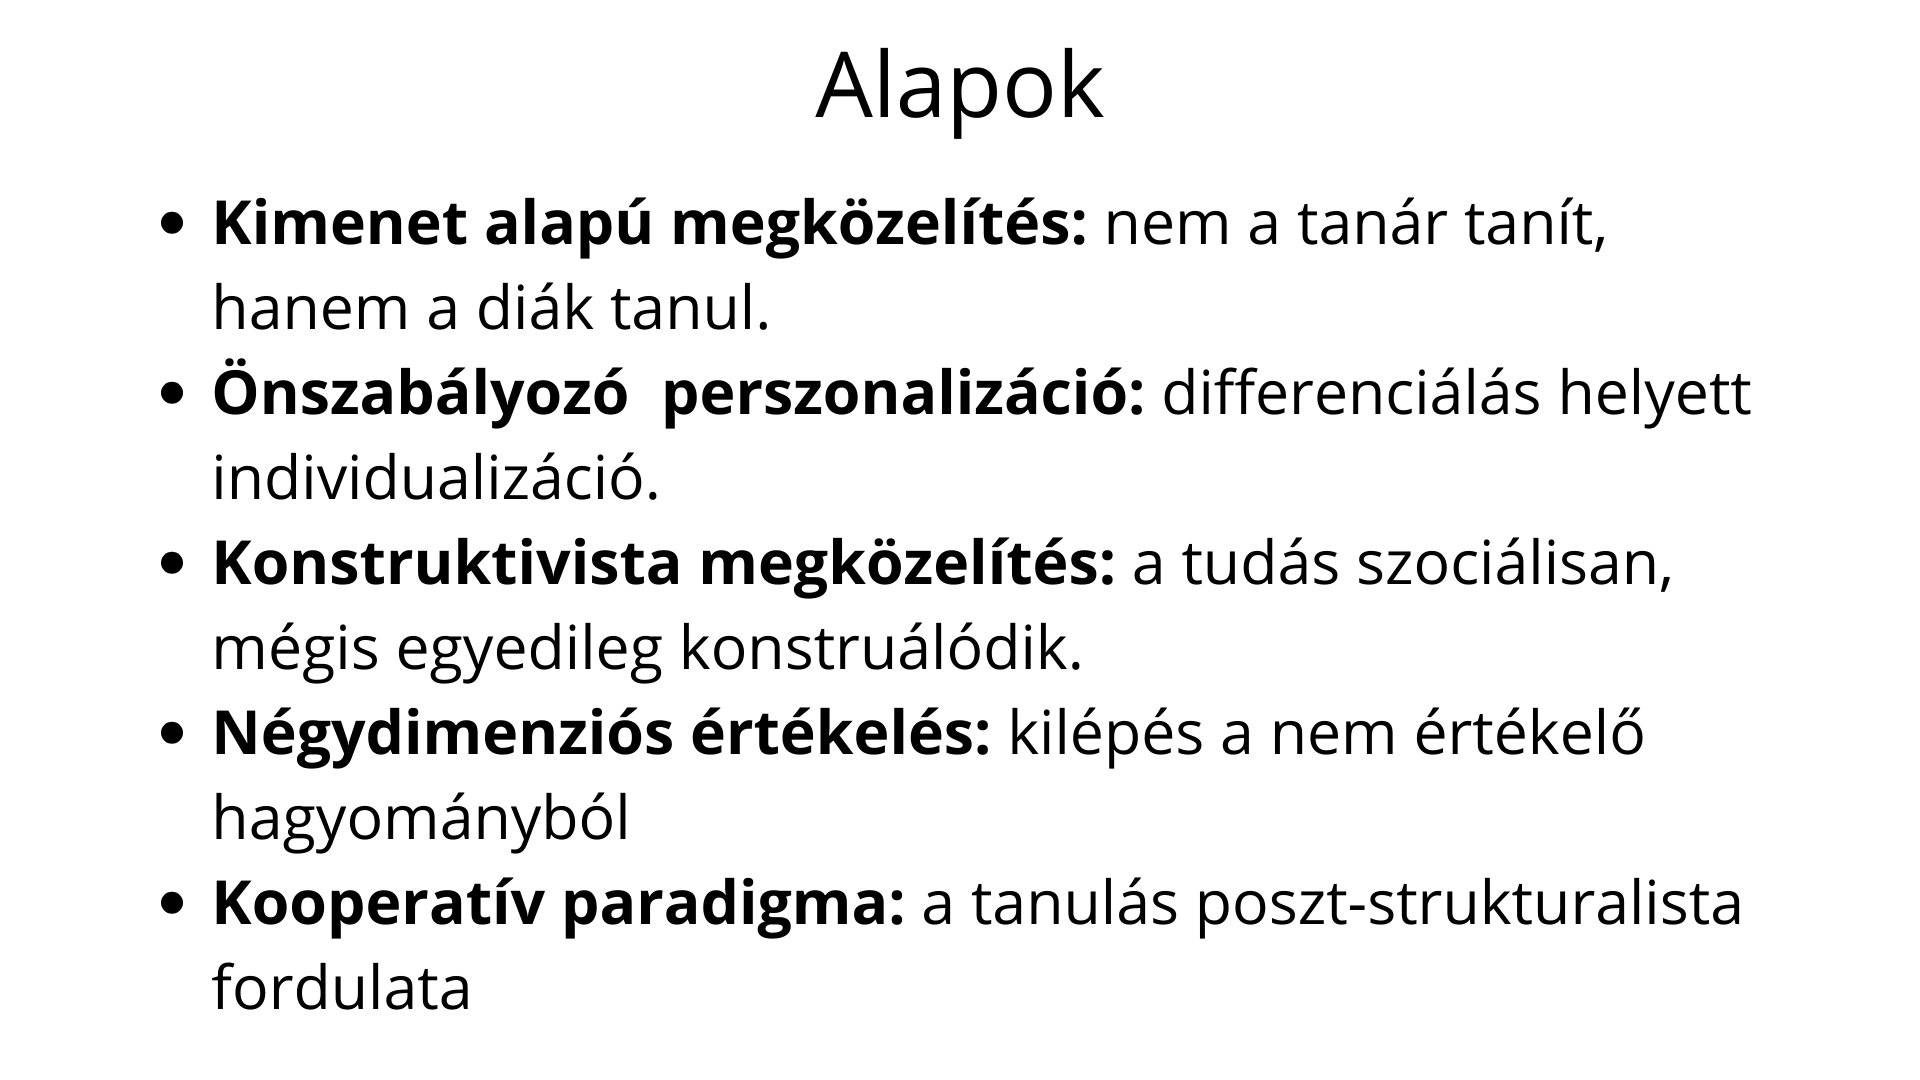 Alapok
• Kimenet alapú megközelítés: nem a tanár tanít,
hanem a diák tanul.
• Önszabályozó  perszonalizáció: differenciálás helyett
individualizáció.
• Konstruktivista megközelítés: a tudás szociálisan,
mégis egyedileg konstruálódik.
• Négydimenziós értékelés: kilépés a nem értékelő
hagyományból
• Kooperatív paradigma: a tanulás poszt-strukturalista
fordulata